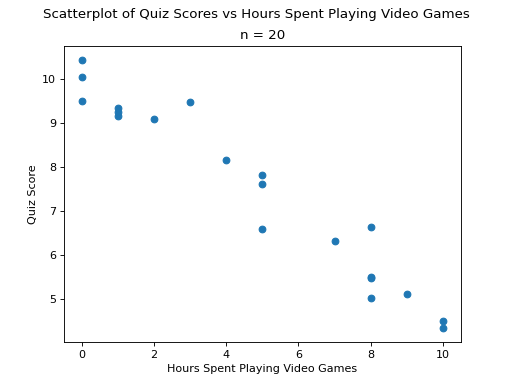 Scatterplot of Quiz Scores vs Hours Spent Playing Video Games
n = 20
10
9
8
7
6
5
Quiz Score
0 2 4 6 8 10
Hours Spent Playing Video Games